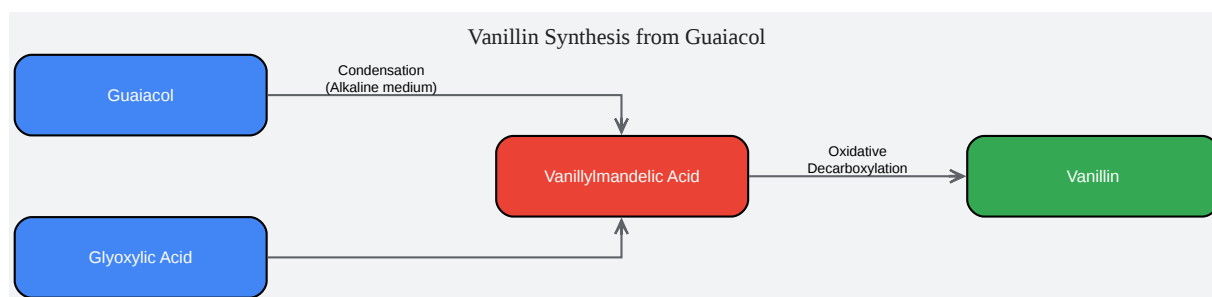 Vanillin Synthesis from Guaiacol
Guaiacol
Condensation
(Alkaline medium)
Vanillylmandelic Acid
Oxidative
Decarboxylation
Vanillin
Glyoxylic Acid